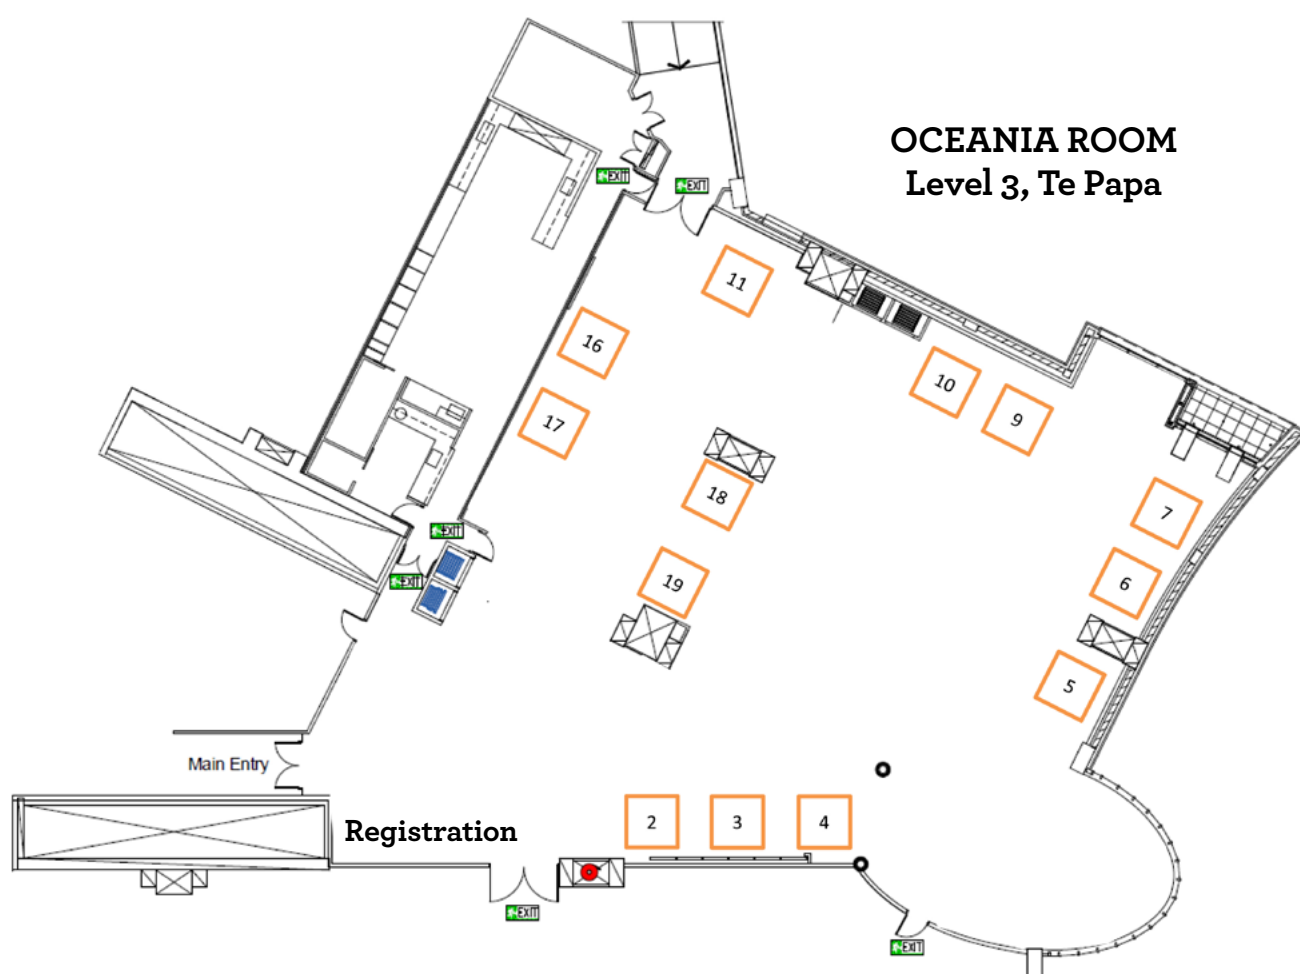 OCEANIA ROOM
Level 3, Te Papa
EXIT
EXIT
11
16
10
9
17
18
7
EXIT
19
6
EXIT
5
Main Entry
2
3
4
Registration
EXIT
EXIT